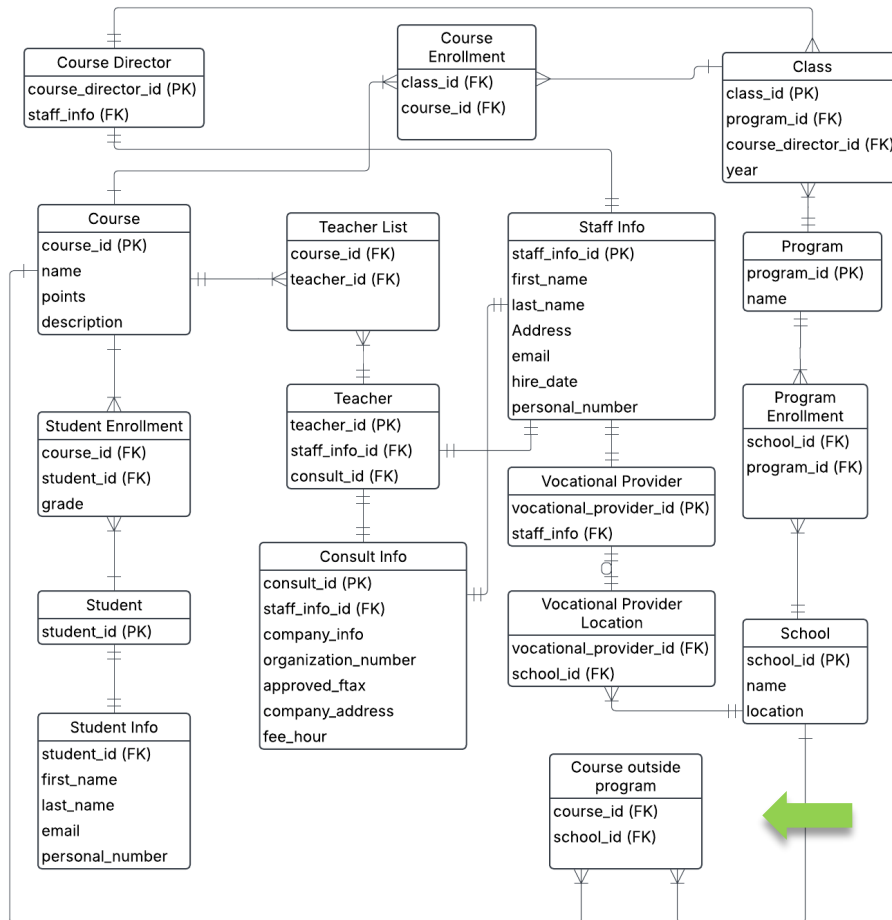 Course Director
course_director_id (PK)
staff_info (FK)
Course
Enrollment
class_id (FK)
course_id (FK)
Class
class_id (PK)
program_id (FK)
course_director_id (FK)
year
Course
course_id (PK)
name
points
description
Teacher List
course_id (FK)
teacher_id (FK)
Staff Info
staff_info_id (PK)
first_name
last_name
Address
email
hire_date
personal_number
Program
program_id (PK)
name
Student Enrollment
course_id (FK)
student_id (FK)
grade
Teacher
teacher_id (PK)
staff_info_id (FK)
consult_id (FK)
Program
Enrollment
school_id (FK)
program_id (FK)
Vocational Provider
vocational_provider_id (PK)
staff_info (FK)
Consult Info
consult_id (PK)
staff_info_id (FK)
company_info
organization_number
approved_ftax
company_address
fee_hour
Vocational Provider
Location
vocational_provider_id (FK)
school_id (FK)
Student
student_id (PK)
School
school_id (PK)
name
location
Student Info
student_id (FK)
first_name
last_name
email
personal_number
Course outside
program
course_id (FK)
school_id (FK)